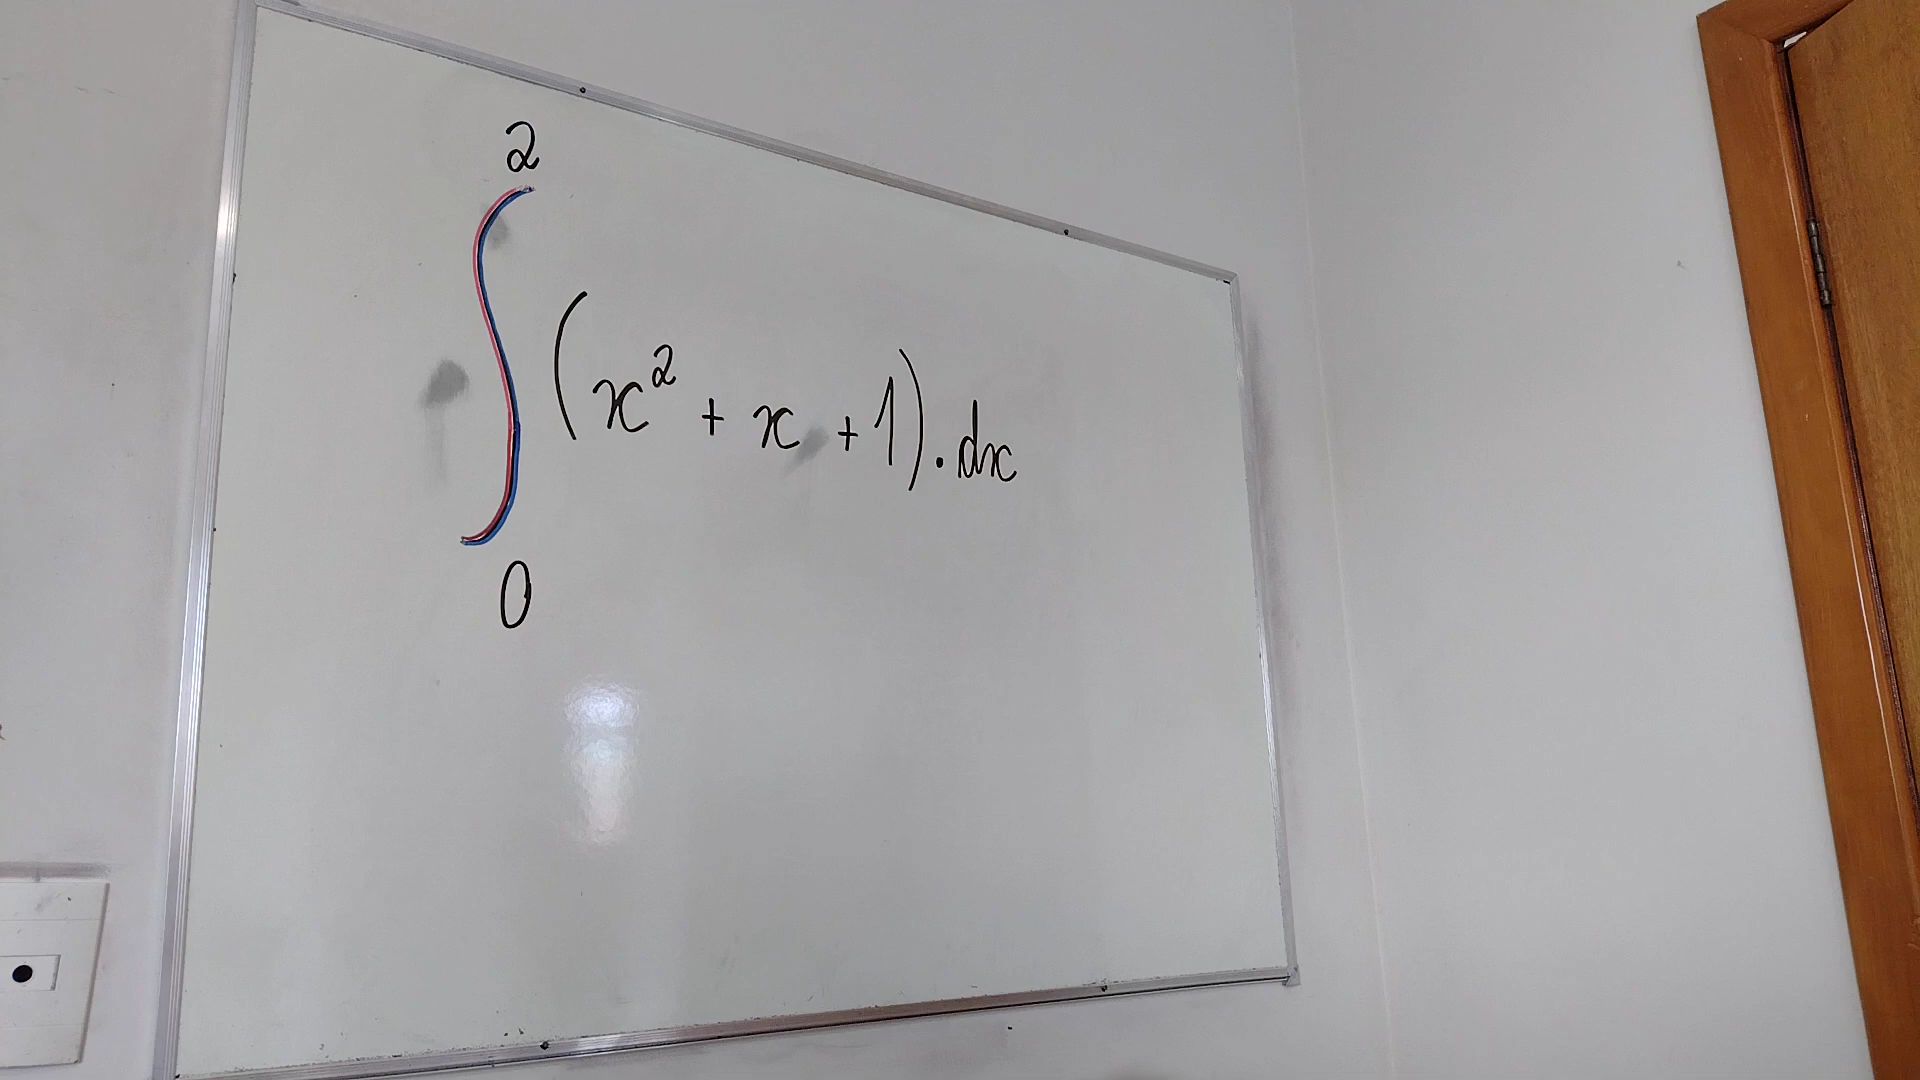 2
∫ (x² + x + 1) . dx
0